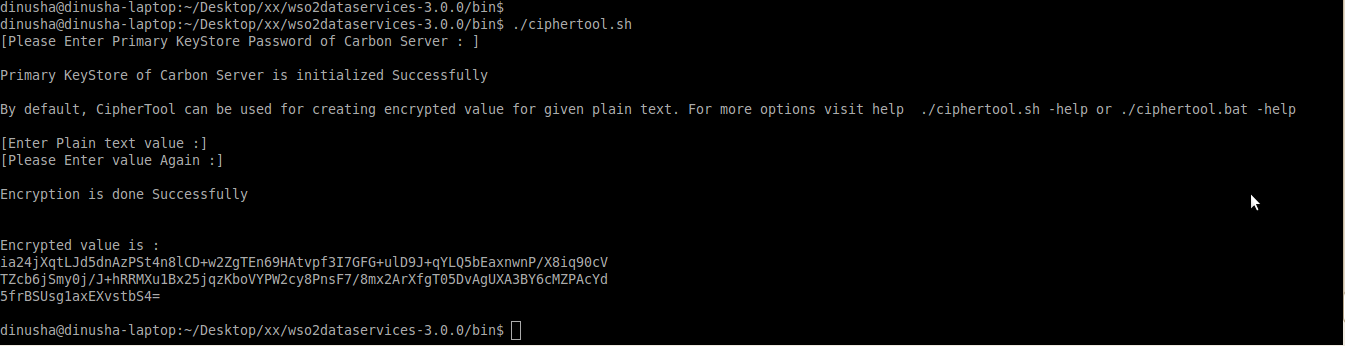 dinusha@dinusha-laptop:~/Desktop/xx/wso2dataservices-3.0.0/bin$
dinusha@dinusha-laptop:~/Desktop/xx/wso2dataservices-3.0.0/bin$ ./ciphertool.sh
[Please Enter Primary KeyStore Password of Carbon Server : ]
Primary KeyStore of Carbon Server is initialized Successfully
By default, CipherTool can be used for creating encrypted value for given plain text. For more options visit help  ./ciphertool.sh -help or ./ciphertool.bat -help
[Enter Plain text value :]
[Please Enter value Again :]
Encryption is done Successfully
Encrypted value is :
ia24jXqtLJd5dnAzPSt4n8lCD+w2ZgTEn69HAtvpf3I7GFG+ulD9J+qYLQ5bEaxnwnP/X8iq90cV
TZcb6jSmy0j/J+hRRMXu1Bx25jqzKboVYPW2cy8PnsF7/8mx2ArXfgT05DvAgUXA3BY6cMZPAcYd
5frBSUsg1axEXvstbS4=
dinusha@dinusha-laptop:~/Desktop/xx/wso2dataservices-3.0.0/bin$